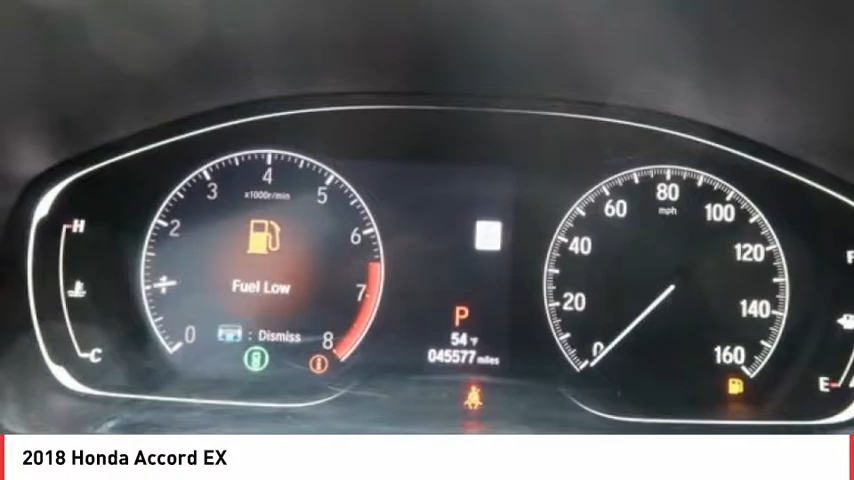 4
x1000r/min
3
5
2
6
Fuel Low
7
0
: Dismiss
8
H
C
P
54 °F
045577 miles
80
mph
60
100
40
120
20
140
0
160
F
E
2018 Honda Accord EX